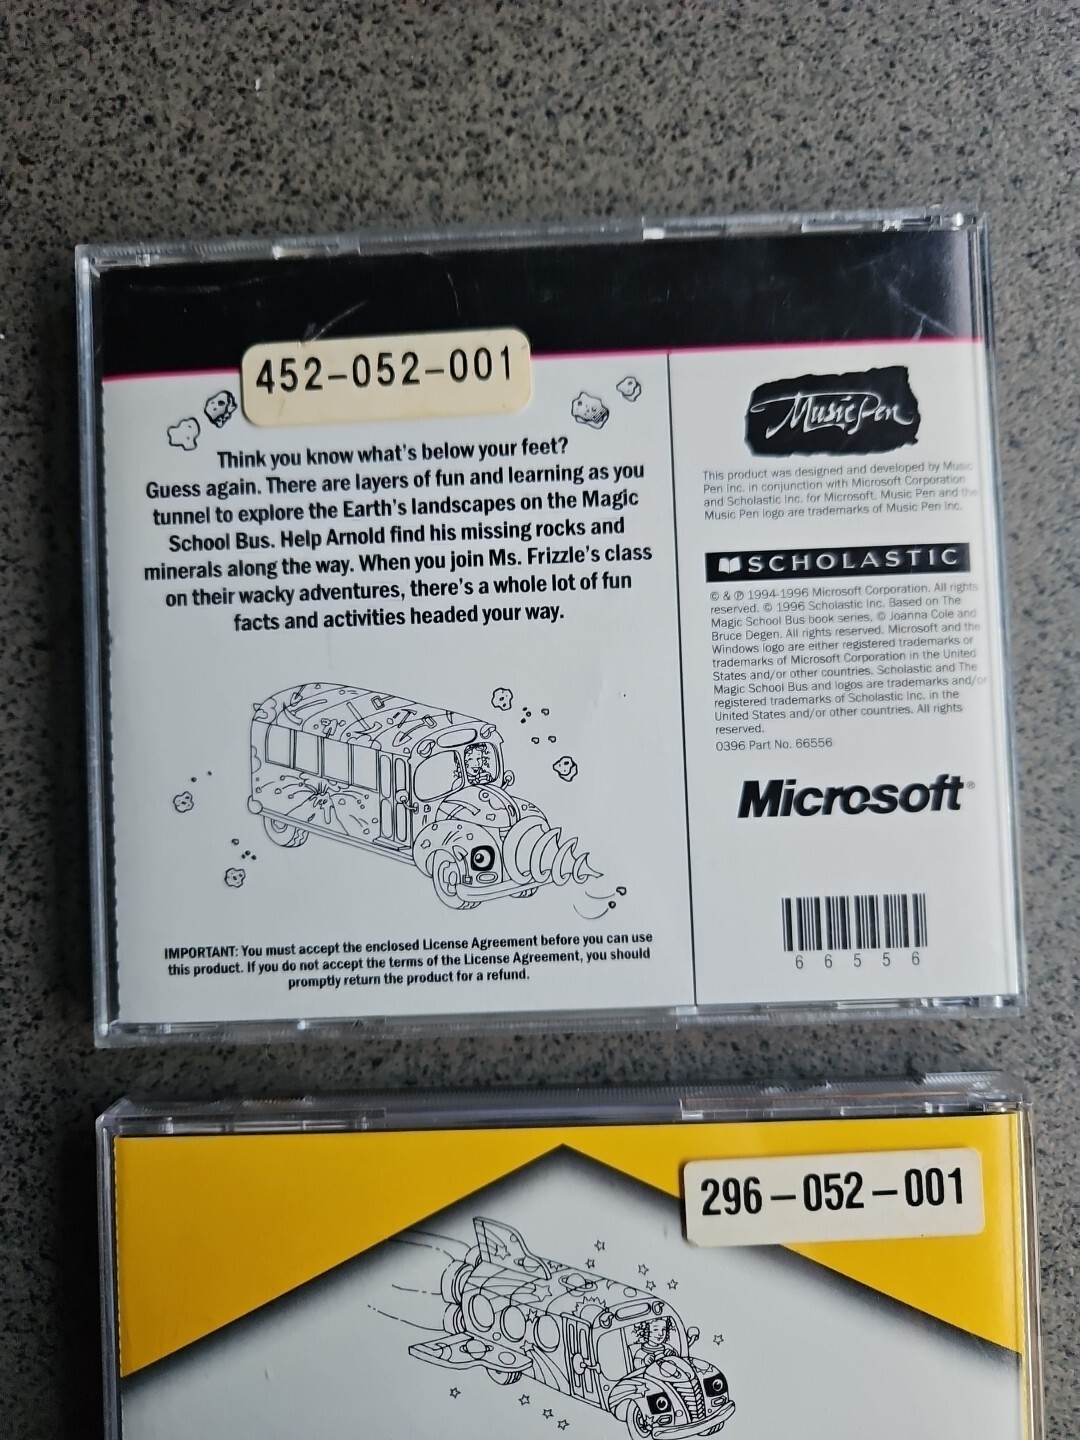 452-052-001
Think you know what's below your feet?
Guess again. There are layers of fun and learning as you
tunnel to explore the Earth's landscapes on the Magic
School Bus. Help Arnold find his missing rocks and
minerals along the way. When you join Ms. Frizzle's class
on their wacky adventures, there's a whole lot of fun
facts and activities headed your way.
IMPORTANT: You must accept the enclosed License Agreement before you can use
this product. If you do not accept the terms of the License Agreement, you should
promptly return the product for a refund.
Music Pen
This product was designed and developed by Music
Pen Inc. in conjunction with Microsoft Corporation
and Scholastic Inc. for Microsoft. Music Pen and the
Music Pen logo are trademarks of Music Pen Inc.
SCHOLASTIC
© & ℗ 1994-1996 Microsoft Corporation. All rights
reserved. © 1996 Scholastic Inc. Based on The
Magic School Bus book series, © Joanna Cole and
Bruce Degen. All rights reserved. Microsoft and the
Windows logo are either registered trademarks or
trademarks of Microsoft Corporation in the United
States and/or other countries. Scholastic and The
Magic School Bus and logos are trademarks and/or
registered trademarks of Scholastic Inc. in the
United States and/or other countries. All rights
reserved.
0396 Part No. 66556
Microsoft®
66556
296-052-001